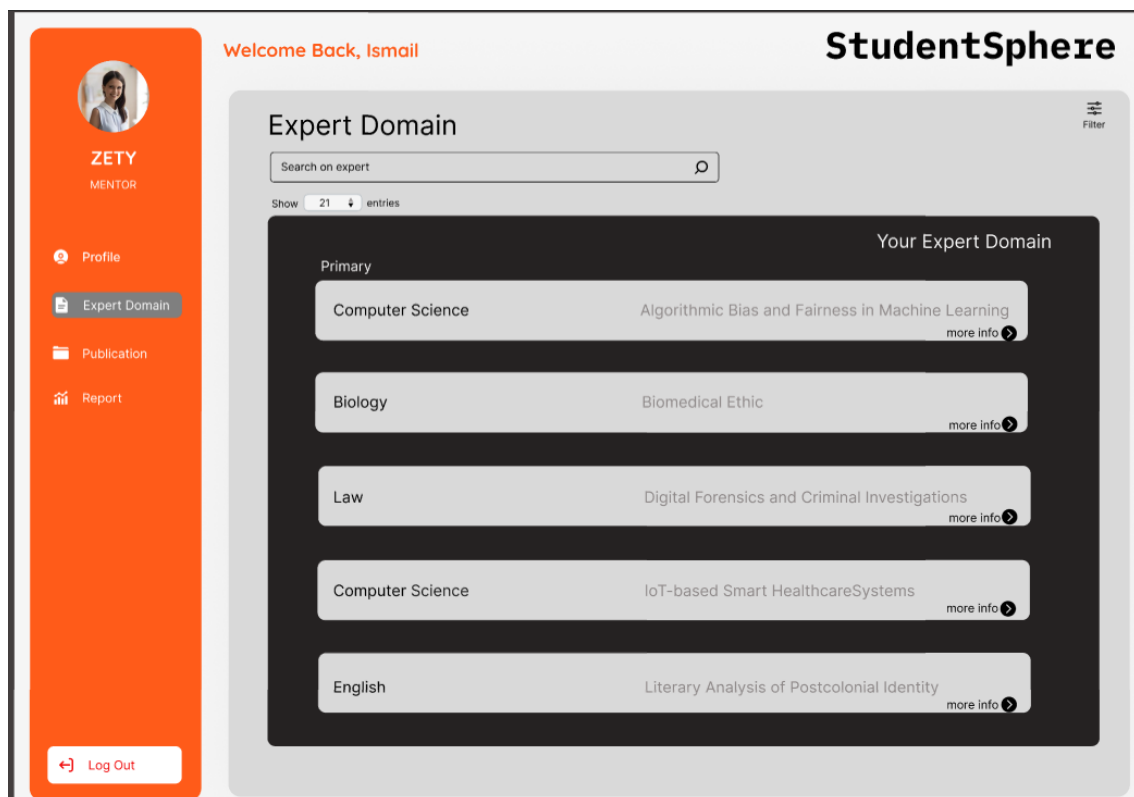 Welcome Back, Ismail
StudentSphere
ZETY
MENTOR
Profile
Expert Domain
Publication
Report
Log Out
Expert Domain
Filter
Search on expert
Show 21 entries
Your Expert Domain
Primary
Computer Science Algorithmic Bias and Fairness in Machine Learning
more info
Biology Biomedical Ethic
more info
Law Digital Forensics and Criminal Investigations
more info
Computer Science IoT-based Smart HealthcareSystems
more info
English Literary Analysis of Postcolonial Identity
more info